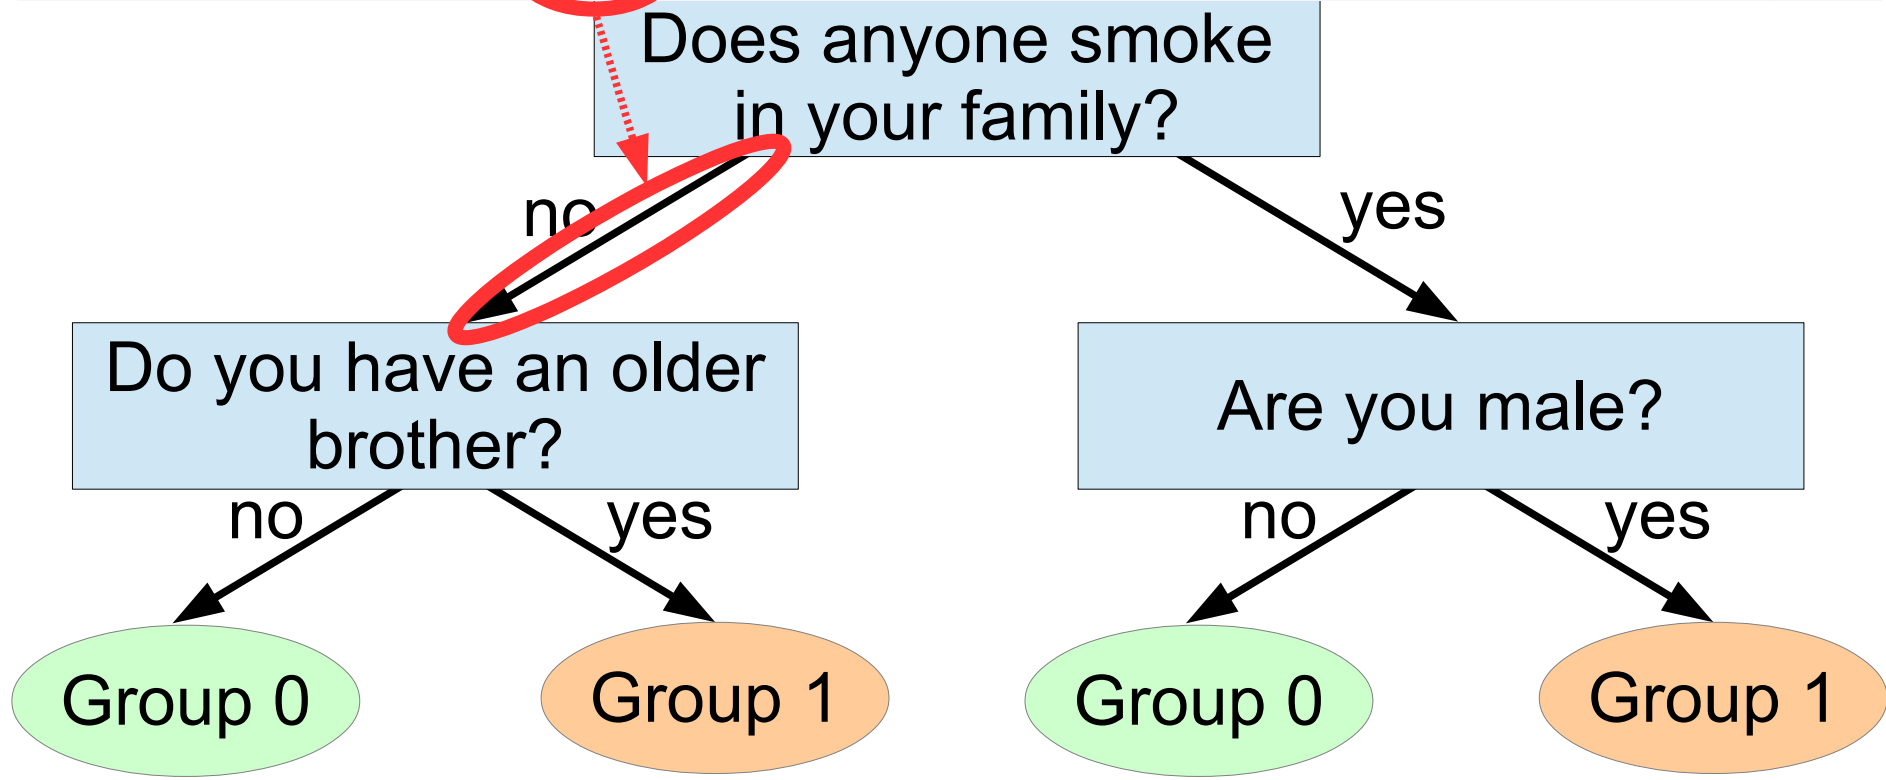 Does anyone smoke
in your family?
no
yes
Do you have an older
brother?
Are you male?
no
yes
no
yes
Group 0
Group 1
Group 0
Group 1